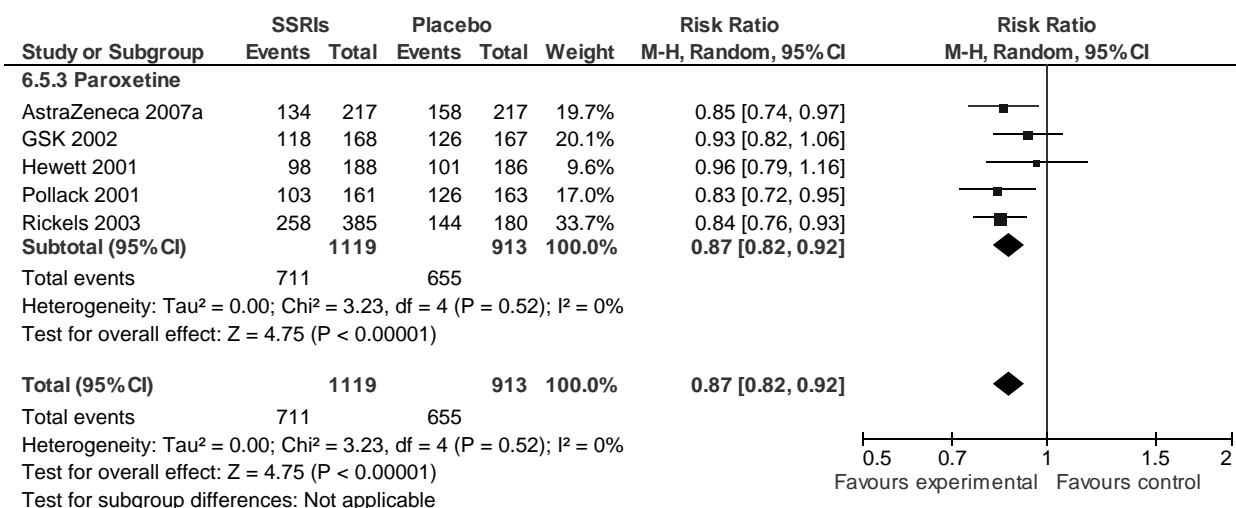 SSRIs Placebo Risk Ratio Risk Ratio
Study or Subgroup Events Total Events Total Weight M-H, Random, 95% CI M-H, Random, 95% CI
6.5.3 Paroxetine
AstraZeneca 2007a 134 217 158 217 19.7% 0.85 [0.74, 0.97]
GSK 2002 118 168 126 167 20.1% 0.93 [0.82, 1.06]
Hewett 2001 98 188 101 186 9.6% 0.96 [0.79, 1.16]
Pollack 2001 103 161 126 163 17.0% 0.83 [0.72, 0.95]
Rickels 2003 258 385 144 180 33.7% 0.84 [0.76, 0.93]
Subtotal (95% CI) 1119 913 100.0% 0.87 [0.82, 0.92]
Total events 711 655
Heterogeneity: Tau² = 0.00; Chi² = 3.23, df = 4 (P = 0.52); I² = 0%
Test for overall effect: Z = 4.75 (P < 0.00001)
Total (95% CI) 1119 913 100.0% 0.87 [0.82, 0.92]
Total events 711 655
Heterogeneity: Tau² = 0.00; Chi² = 3.23, df = 4 (P = 0.52); I² = 0%
Test for overall effect: Z = 4.75 (P < 0.00001)
Test for subgroup differences: Not applicable
0.5 0.7 1 1.5 2
Favours experimental Favours control